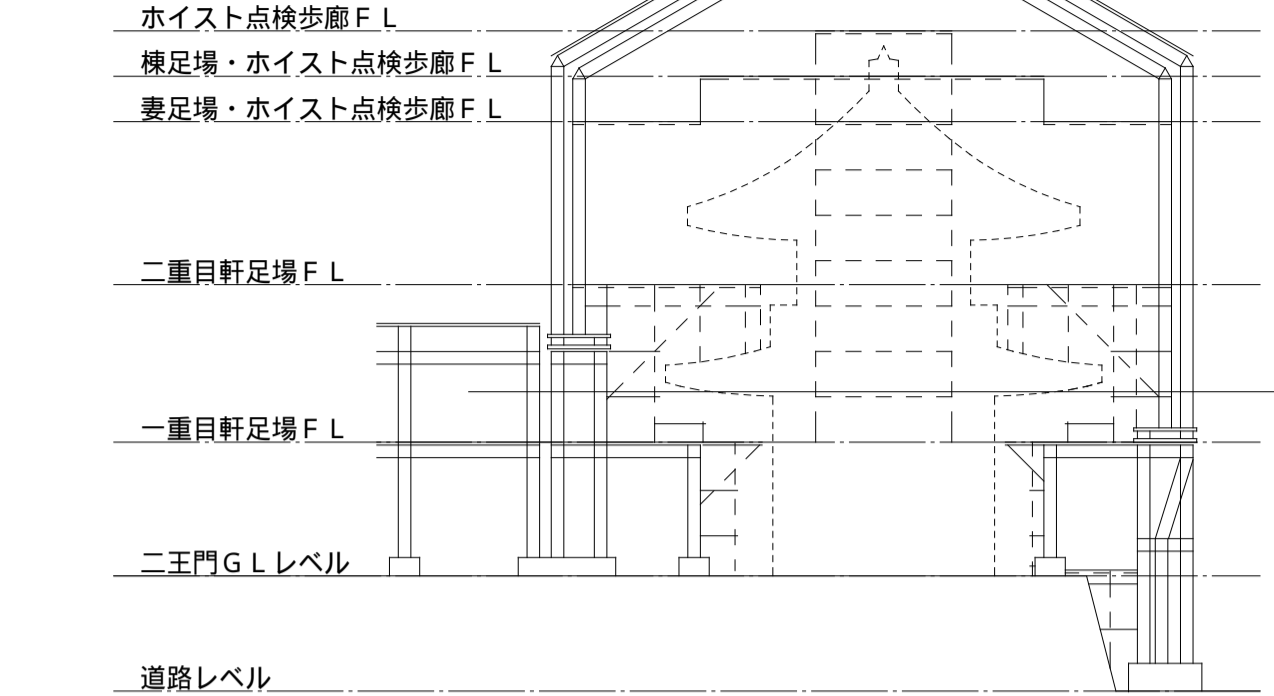 ホイスト点検歩廊ＦＬ
棟足場・ホイスト点検歩廊ＦＬ
妻足場・ホイスト点検歩廊ＦＬ
二重目軒足場ＦＬ
一重目軒足場ＦＬ
二王門ＧＬレベル
道路レベル